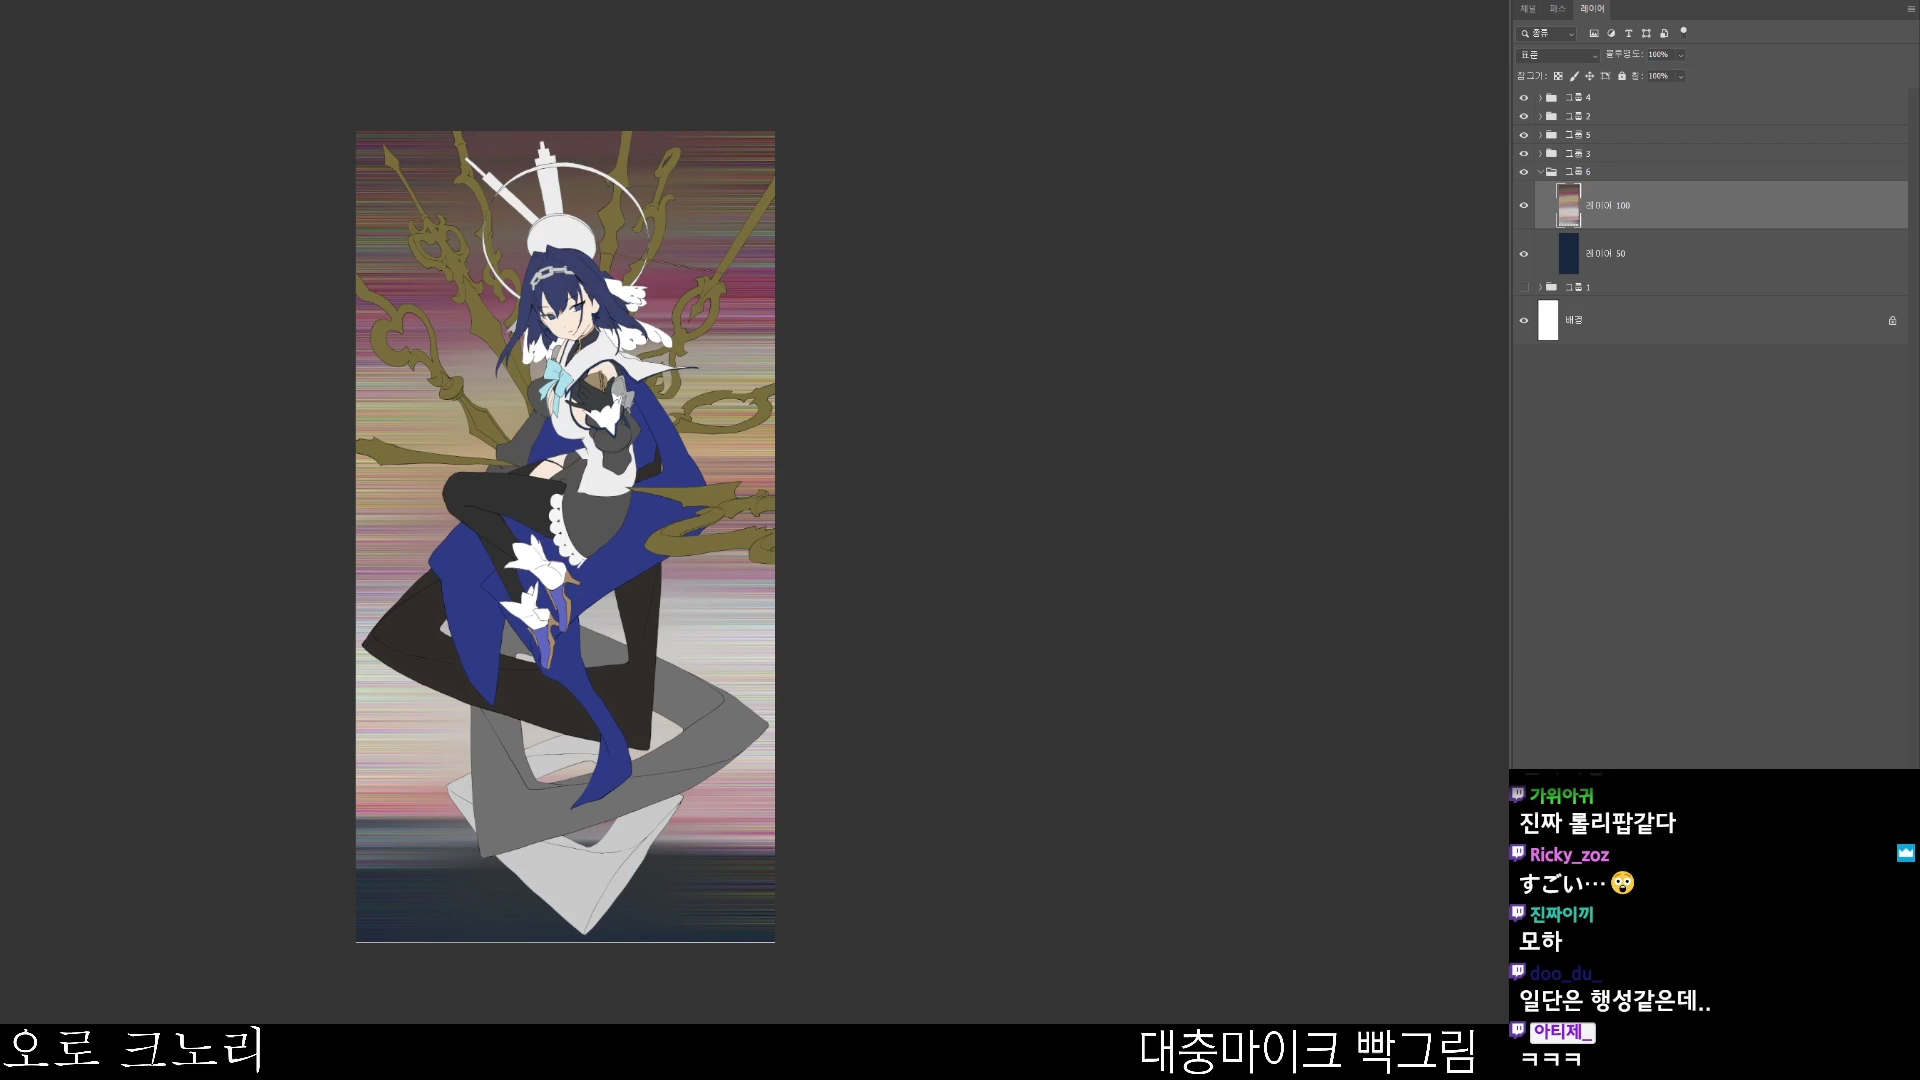 채널 패스 레이어
종류
표준 불투명도: 100%
잠그기: 칠: 100%
그룹 4
그룹 2
그룹 5
그룹 3
그룹 6
레이어 100
레이어 50
그룹 1
배경
가위아귀
진짜 롤리팝같다
Ricky_zoz
すごい…😲
진짜이끼
모하
doo_du_
일단은 행성같은데..
아티제_
ㅋㅋㅋ
오로 크노리
대충마이크 빡그림